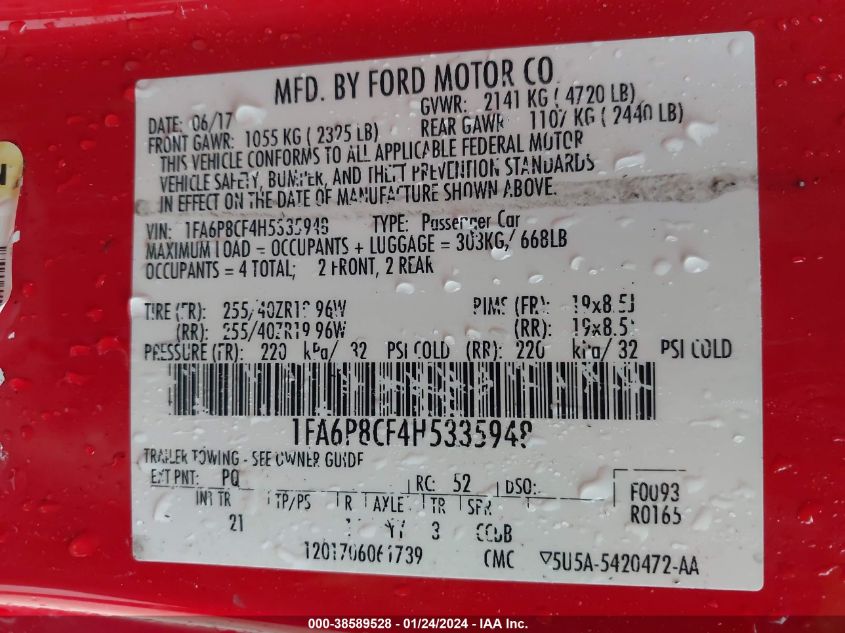 MFD. BY FORD MOTOR CO.
DATE: 06/17 GVWR: 2141 KG ( 4720 LB)
FRONT GAWR: 1055 KG ( 2325 LB) REAR GAWR: 1107 KG ( 2440 LB)
THIS VEHICLE CONFORMS TO ALL APPLICABLE FEDERAL MOTOR
VEHICLE SAFETY, BUMPER, AND THEFT PREVENTION STANDARDS
IN EFFECT ON THE DATE OF MANUFACTURE SHOWN ABOVE.
VIN: 1FA6P8CF4H5335948 TYPE: Passenger Car
MAXIMUM LOAD = OCCUPANTS + LUGGAGE = 303KG/ 668LB
OCCUPANTS = 4 TOTAL; 2 FRONT, 2 REAR
TIRE (FR): 255/40ZR19 96W RIMS (FR): 19x8.5J
(RR): 255/40ZR19 96W (RR): 19x8.5J
PRESSURE (FR): 220 kPa/ 32 PSI COLD (RR): 220 kPa/ 32 PSI COLD
1FA6P8CF4H5335948
TRAILER TOWING - SEE OWNER GUIDE
EXT PNT: PQ RC: 52 DSO:
INT TR TP/PS R AXLE TR SPR
21 3
F0093
R0165
1201706061739 CMC ▽5U5A-5420472-AA
000-38589528 - 01/24/2024 - IAA Inc.